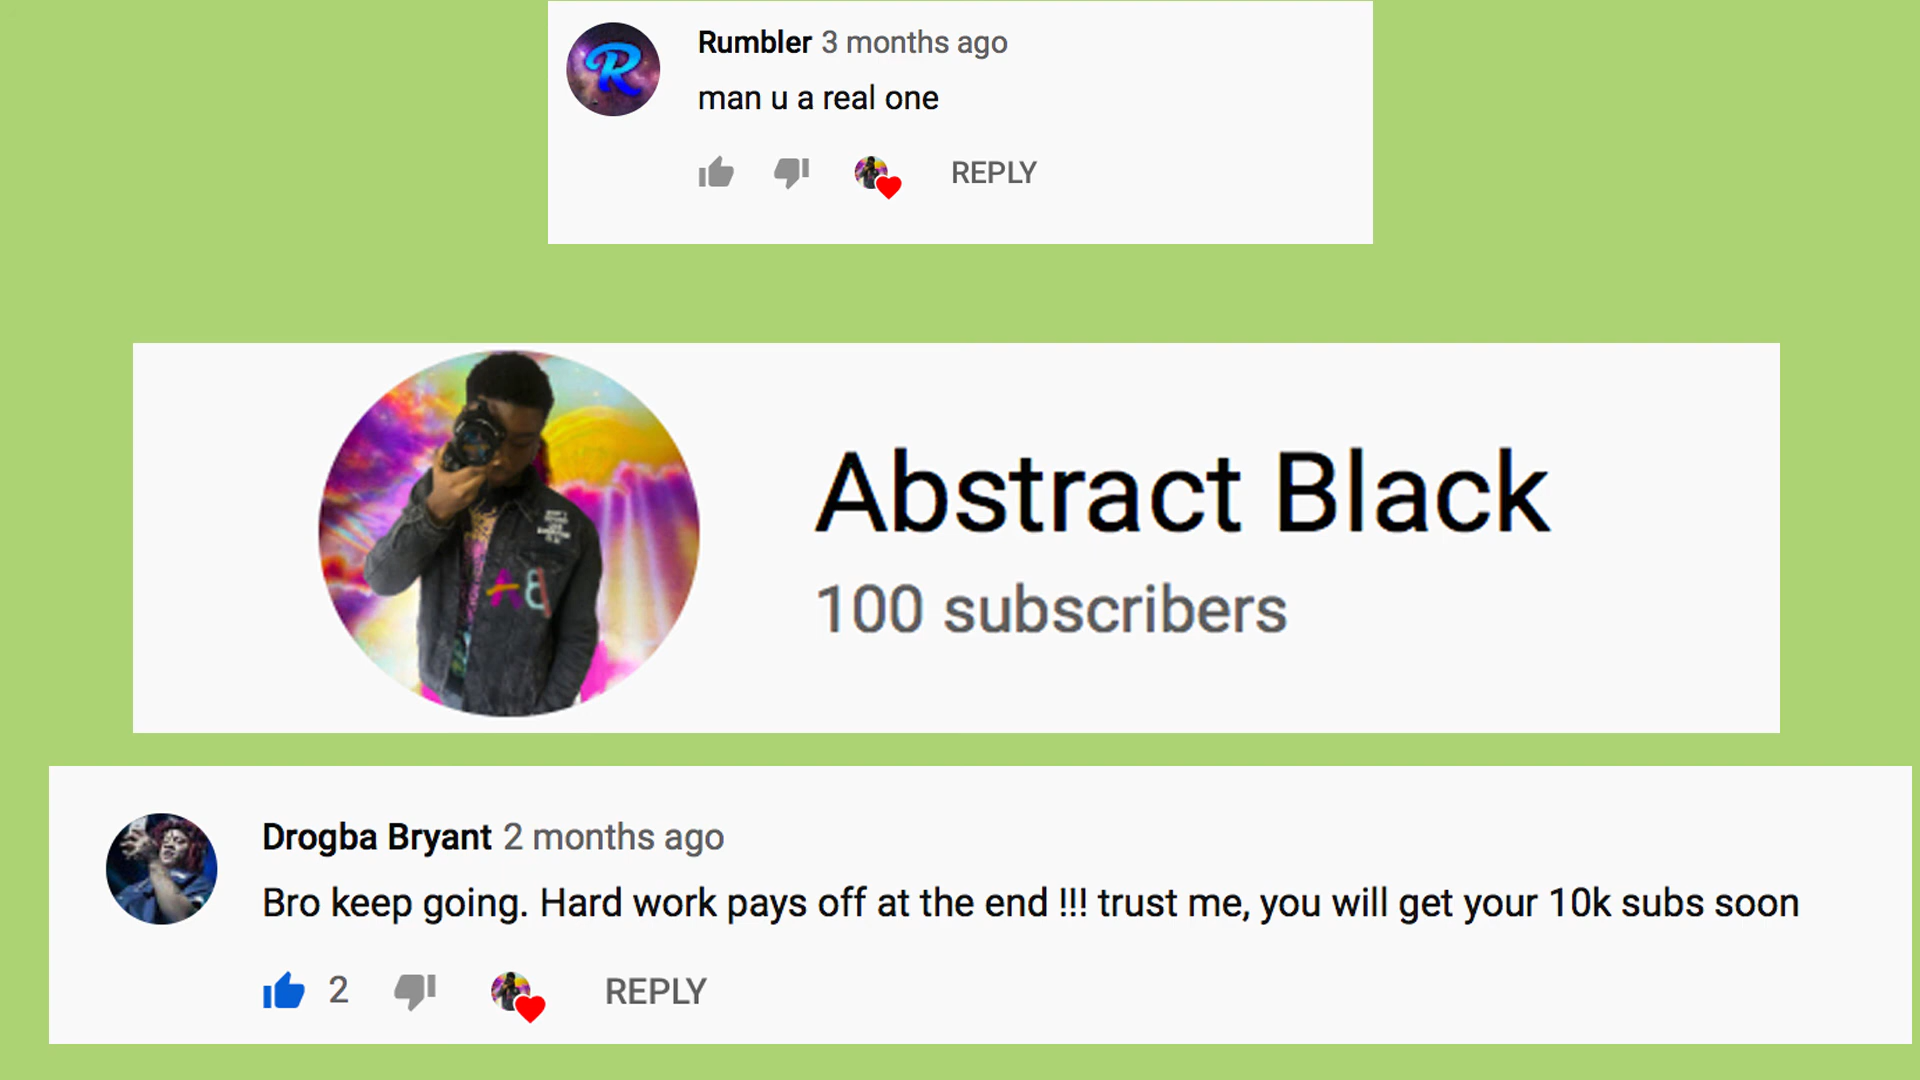 R
Rumbler 3 months ago
man u a real one
REPLY
Abstract Black
100 subscribers
AB
Drogba Bryant 2 months ago
Bro keep going. Hard work pays off at the end !!! trust me, you will get your 10k subs soon
2
REPLY